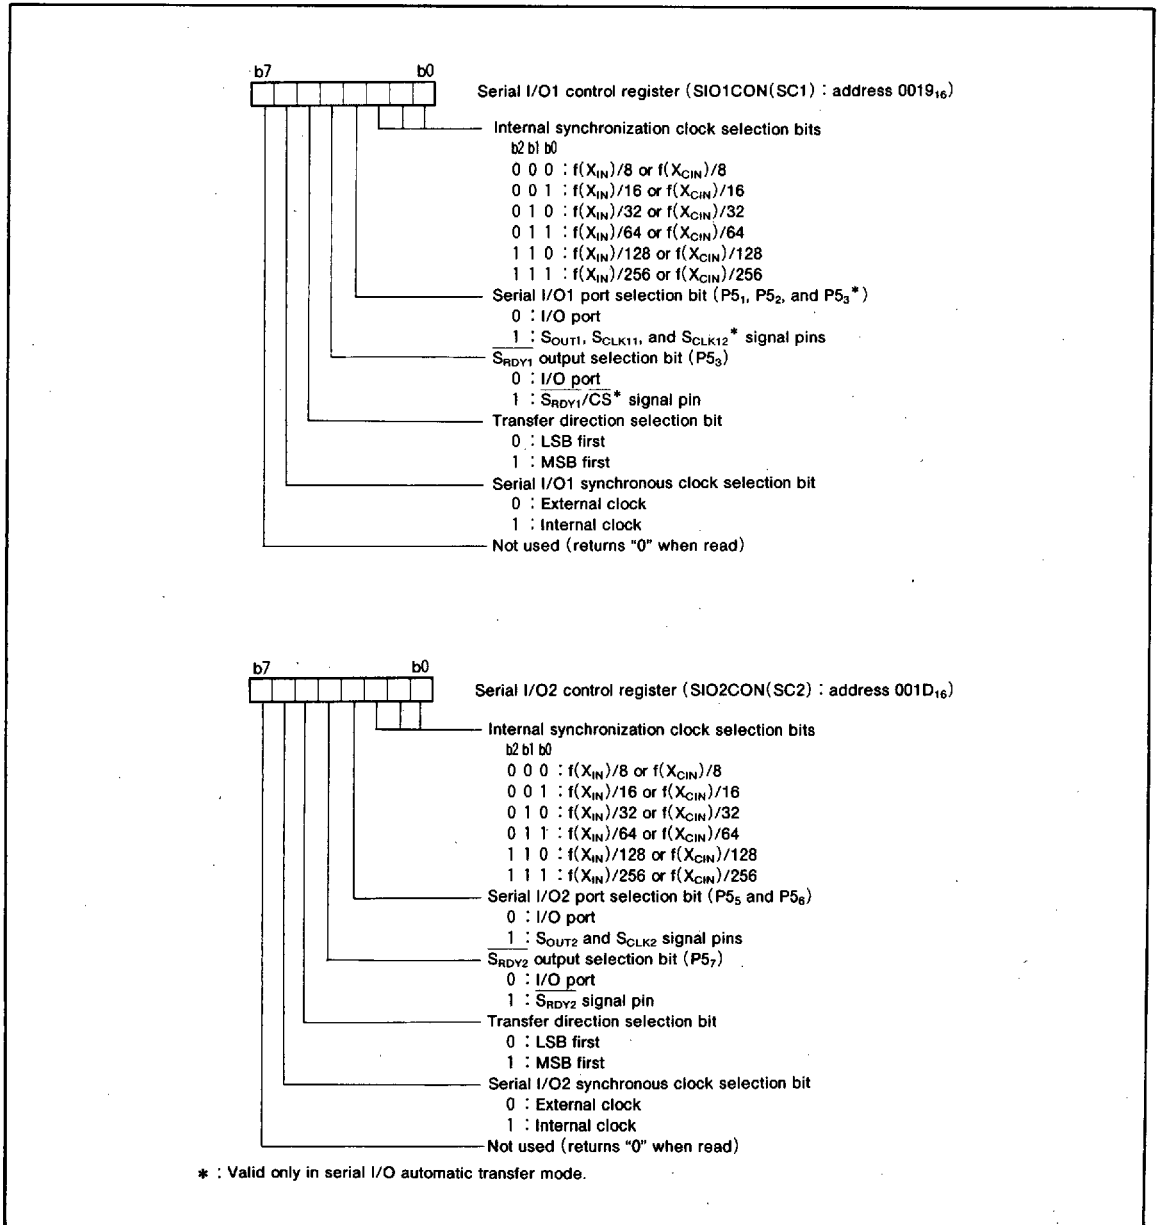 b7 b0
Serial I/O1 control register (SIO1CON(SC1) : address 0019₁₆)
Internal synchronization clock selection bits
b2 b1 b0
0 0 0 : f(X_IN)/8 or f(X_CIN)/8
0 0 1 : f(X_IN)/16 or f(X_CIN)/16
0 1 0 : f(X_IN)/32 or f(X_CIN)/32
0 1 1 : f(X_IN)/64 or f(X_CIN)/64
1 1 0 : f(X_IN)/128 or f(X_CIN)/128
1 1 1 : f(X_IN)/256 or f(X_CIN)/256
Serial I/O1 port selection bit (P5₁, P5₂, and P5₃*)
0 : I/O port
1 : S_OUT1, S_CLK11, and S_CLK12* signal pins
S_RDY1 output selection bit (P5₃)
0 : I/O port
1 : S_RDY1/CS* signal pin
Transfer direction selection bit
0 : LSB first
1 : MSB first
Serial I/O1 synchronous clock selection bit
0 : External clock
1 : Internal clock
Not used (returns "0" when read)
b7 b0
Serial I/O2 control register (SIO2CON(SC2) : address 001D₁₆)
Internal synchronization clock selection bits
b2 b1 b0
0 0 0 : f(X_IN)/8 or f(X_CIN)/8
0 0 1 : f(X_IN)/16 or f(X_CIN)/16
0 1 0 : f(X_IN)/32 or f(X_CIN)/32
0 1 1 : f(X_IN)/64 or f(X_CIN)/64
1 1 0 : f(X_IN)/128 or f(X_CIN)/128
1 1 1 : f(X_IN)/256 or f(X_CIN)/256
Serial I/O2 port selection bit (P5₅ and P5₆)
0 : I/O port
1 : S_OUT2 and S_CLK2 signal pins
S_RDY2 output selection bit (P5₇)
0 : I/O port
1 : S_RDY2 signal pin
Transfer direction selection bit
0 : LSB first
1 : MSB first
Serial I/O2 synchronous clock selection bit
0 : External clock
1 : Internal clock
Not used (returns "0" when read)
* : Valid only in serial I/O automatic transfer mode.